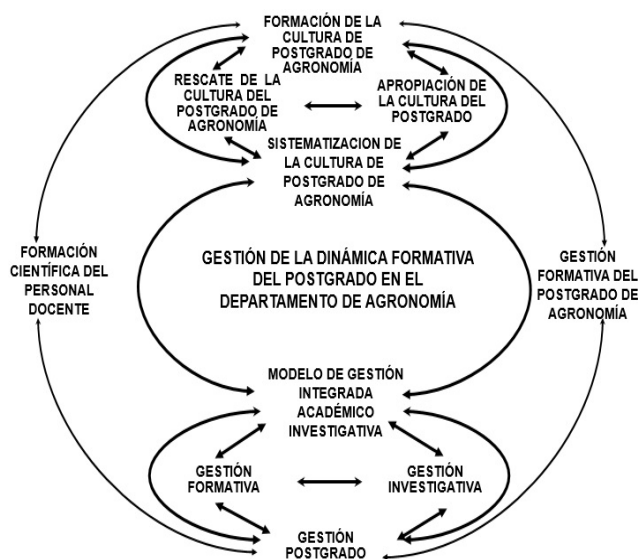 FORMACIÓN DE LA
CULTURA DE
POSTGRADO DE
AGRONOMÍA
RESCATE DE LA
CULTURA DEL
POSTGRADO DE
AGRONOMÍA
APROPIACIÓN DE
LA CULTURA DEL
POSTGRADO
SISTEMATIZACION DE
LA CULTURA DE
POSTGRADO DE
AGRONOMÍA
FORMACIÓN
CIENTÍFICA DEL
PERSONAL
DOCENTE
GESTIÓN DE LA DINÁMICA FORMATIVA
DEL POSTGRADO EN EL
DEPARTAMENTO DE AGRONOMÍA
GESTIÓN
FORMATIVA DEL
POSTGRADO DE
AGRONOMÍA
MODELO DE GESTIÓN
INTEGRADA
ACADÉMICO
INVESTIGATIVA
GESTIÓN
FORMATIVA
GESTIÓN
INVESTIGATIVA
GESTIÓN
POSTGRADO